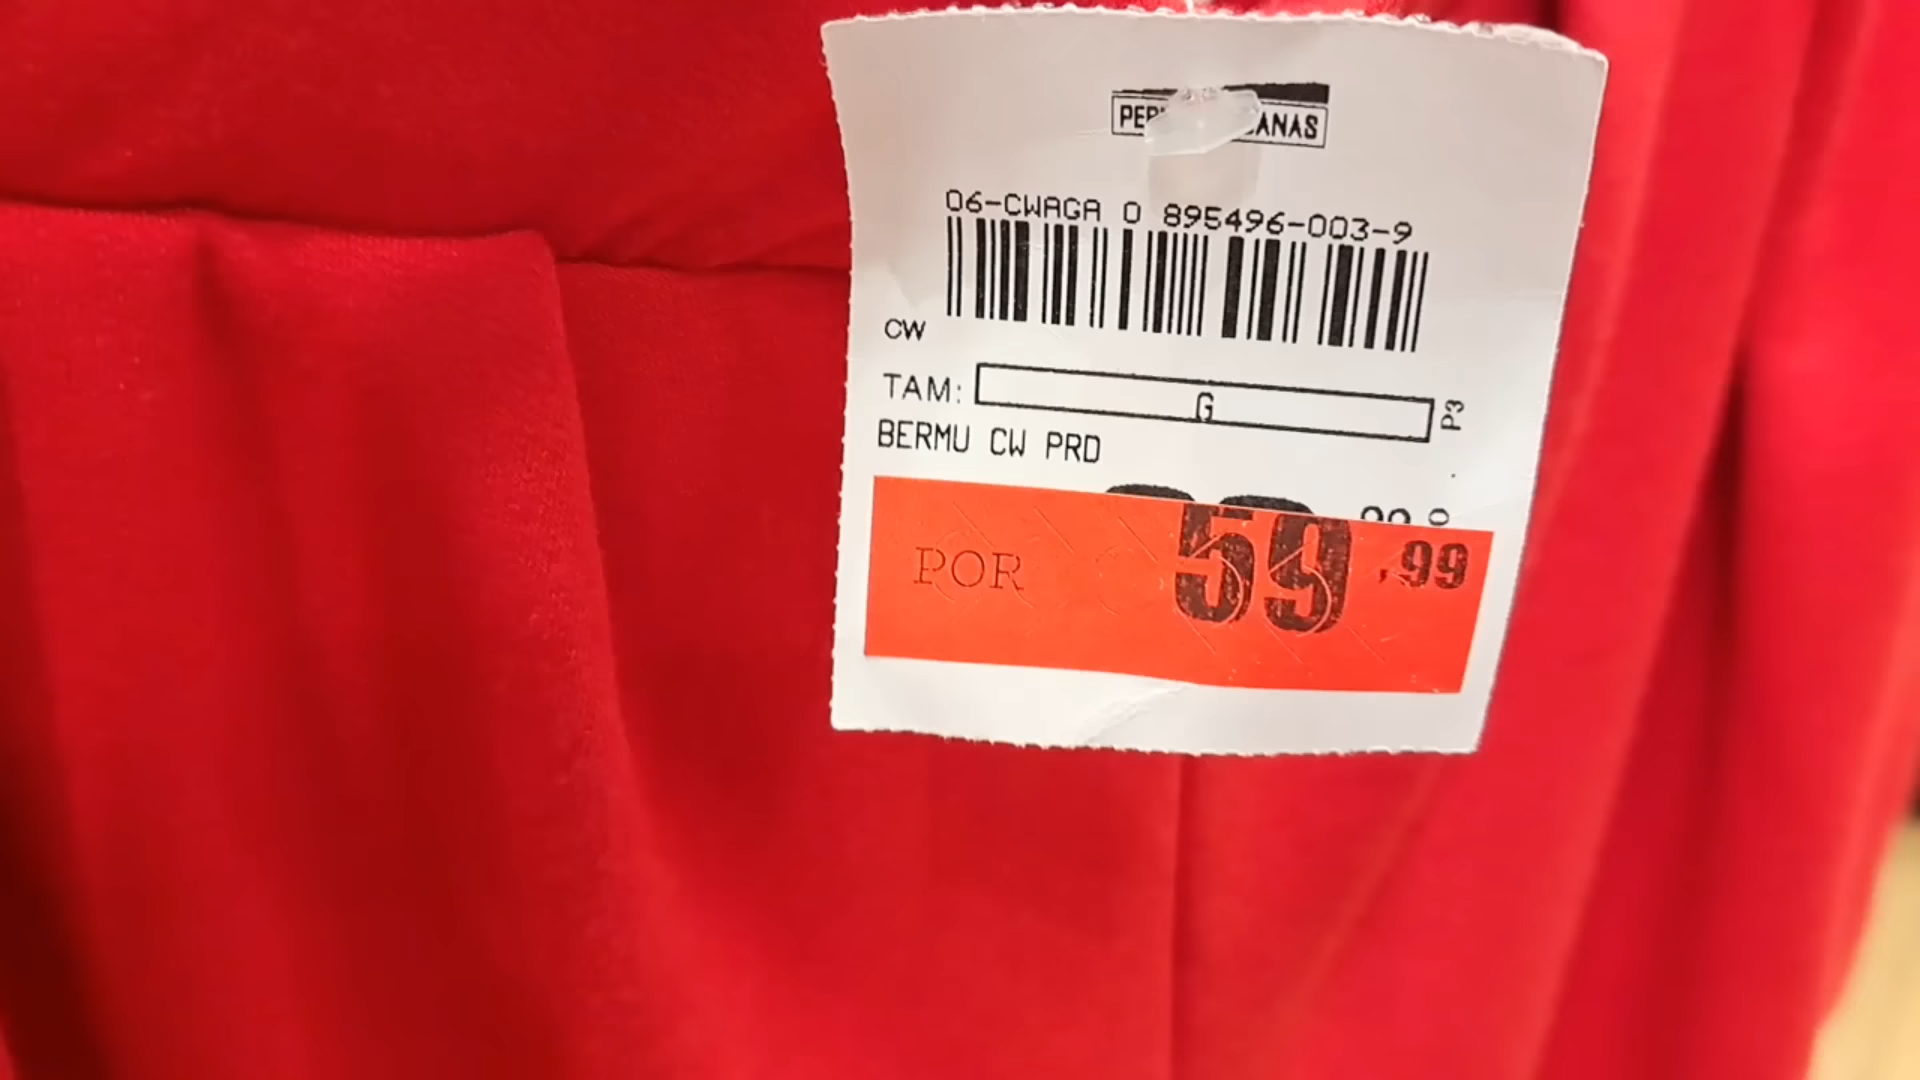 06-CWAGA 0 895496-003-9
CW
TAM: G P3
BERMU CW PRD
POR 59,99